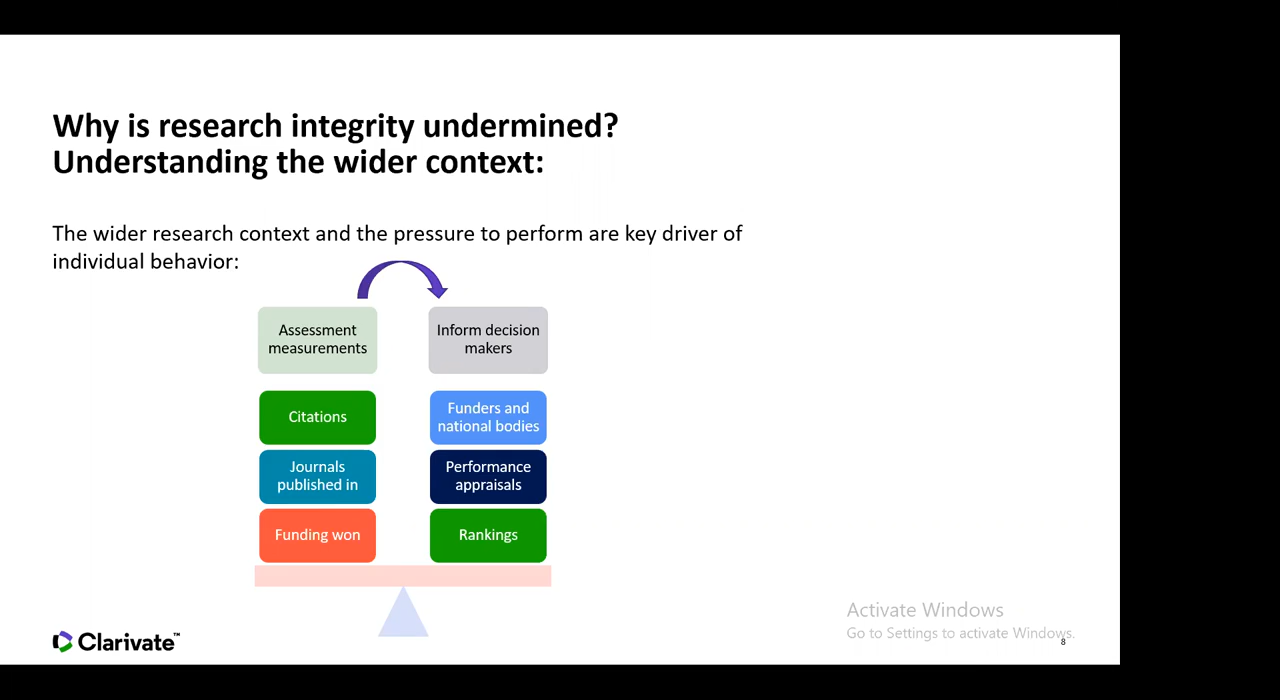 Why is research integrity undermined?
Understanding the wider context:
The wider research context and the pressure to perform are key driver of
individual behavior:
Assessment
measurements
Inform decision
makers
Citations
Funders and
national bodies
Journals
published in
Performance
appraisals
Funding won
Rankings
Activate Windows
Go to Settings to activate Windows.
Clarivate™
8